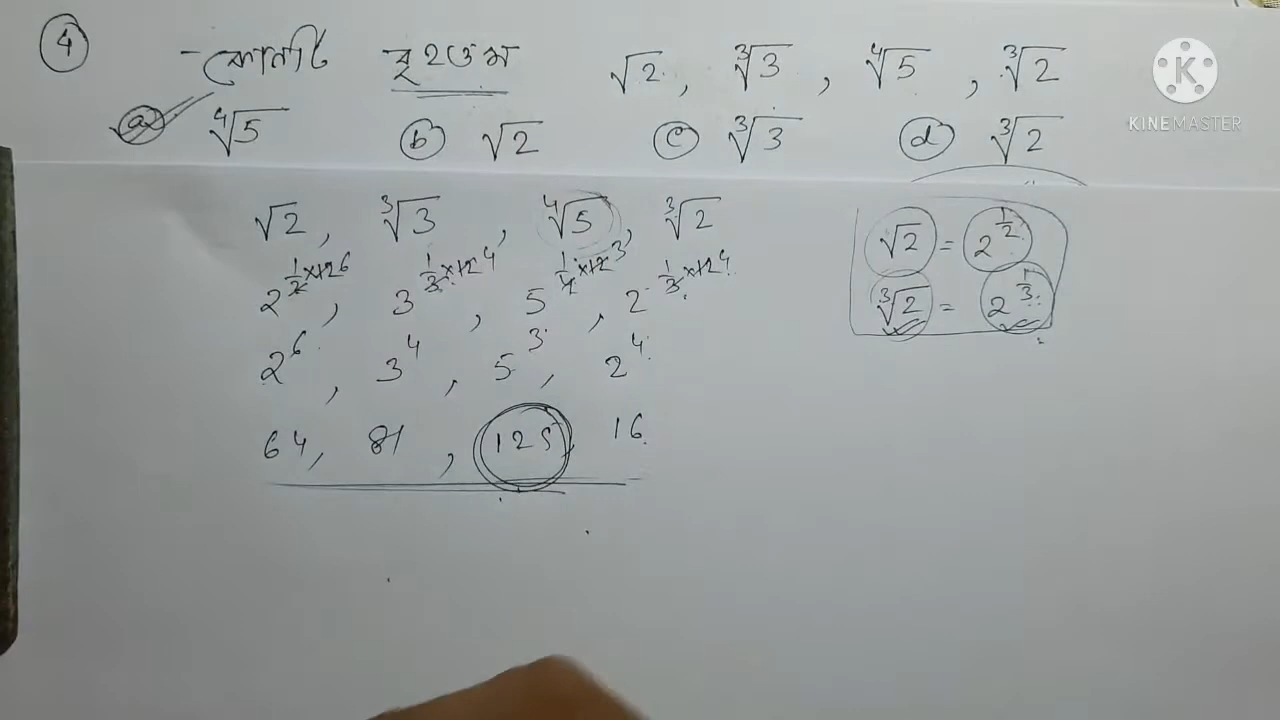 ④ - কোনটি বৃহত্তম √2, ∛3, ∜5, ∛2
KINEMASTER
ⓐ ∜5 ⓑ √2 ⓒ ∛3 ⓓ ∛2
√2, ∛3, ∜5, ∛2
2^(1/2×12 6), 3^(1/3×12 4), 5^(1/4×12 3), 2^(1/3×12 4)
2^6, 3^4, 5^3, 2^4
64, 81, 125, 16
√2 = 2^(1/2)
∛2 = 2^(1/3)